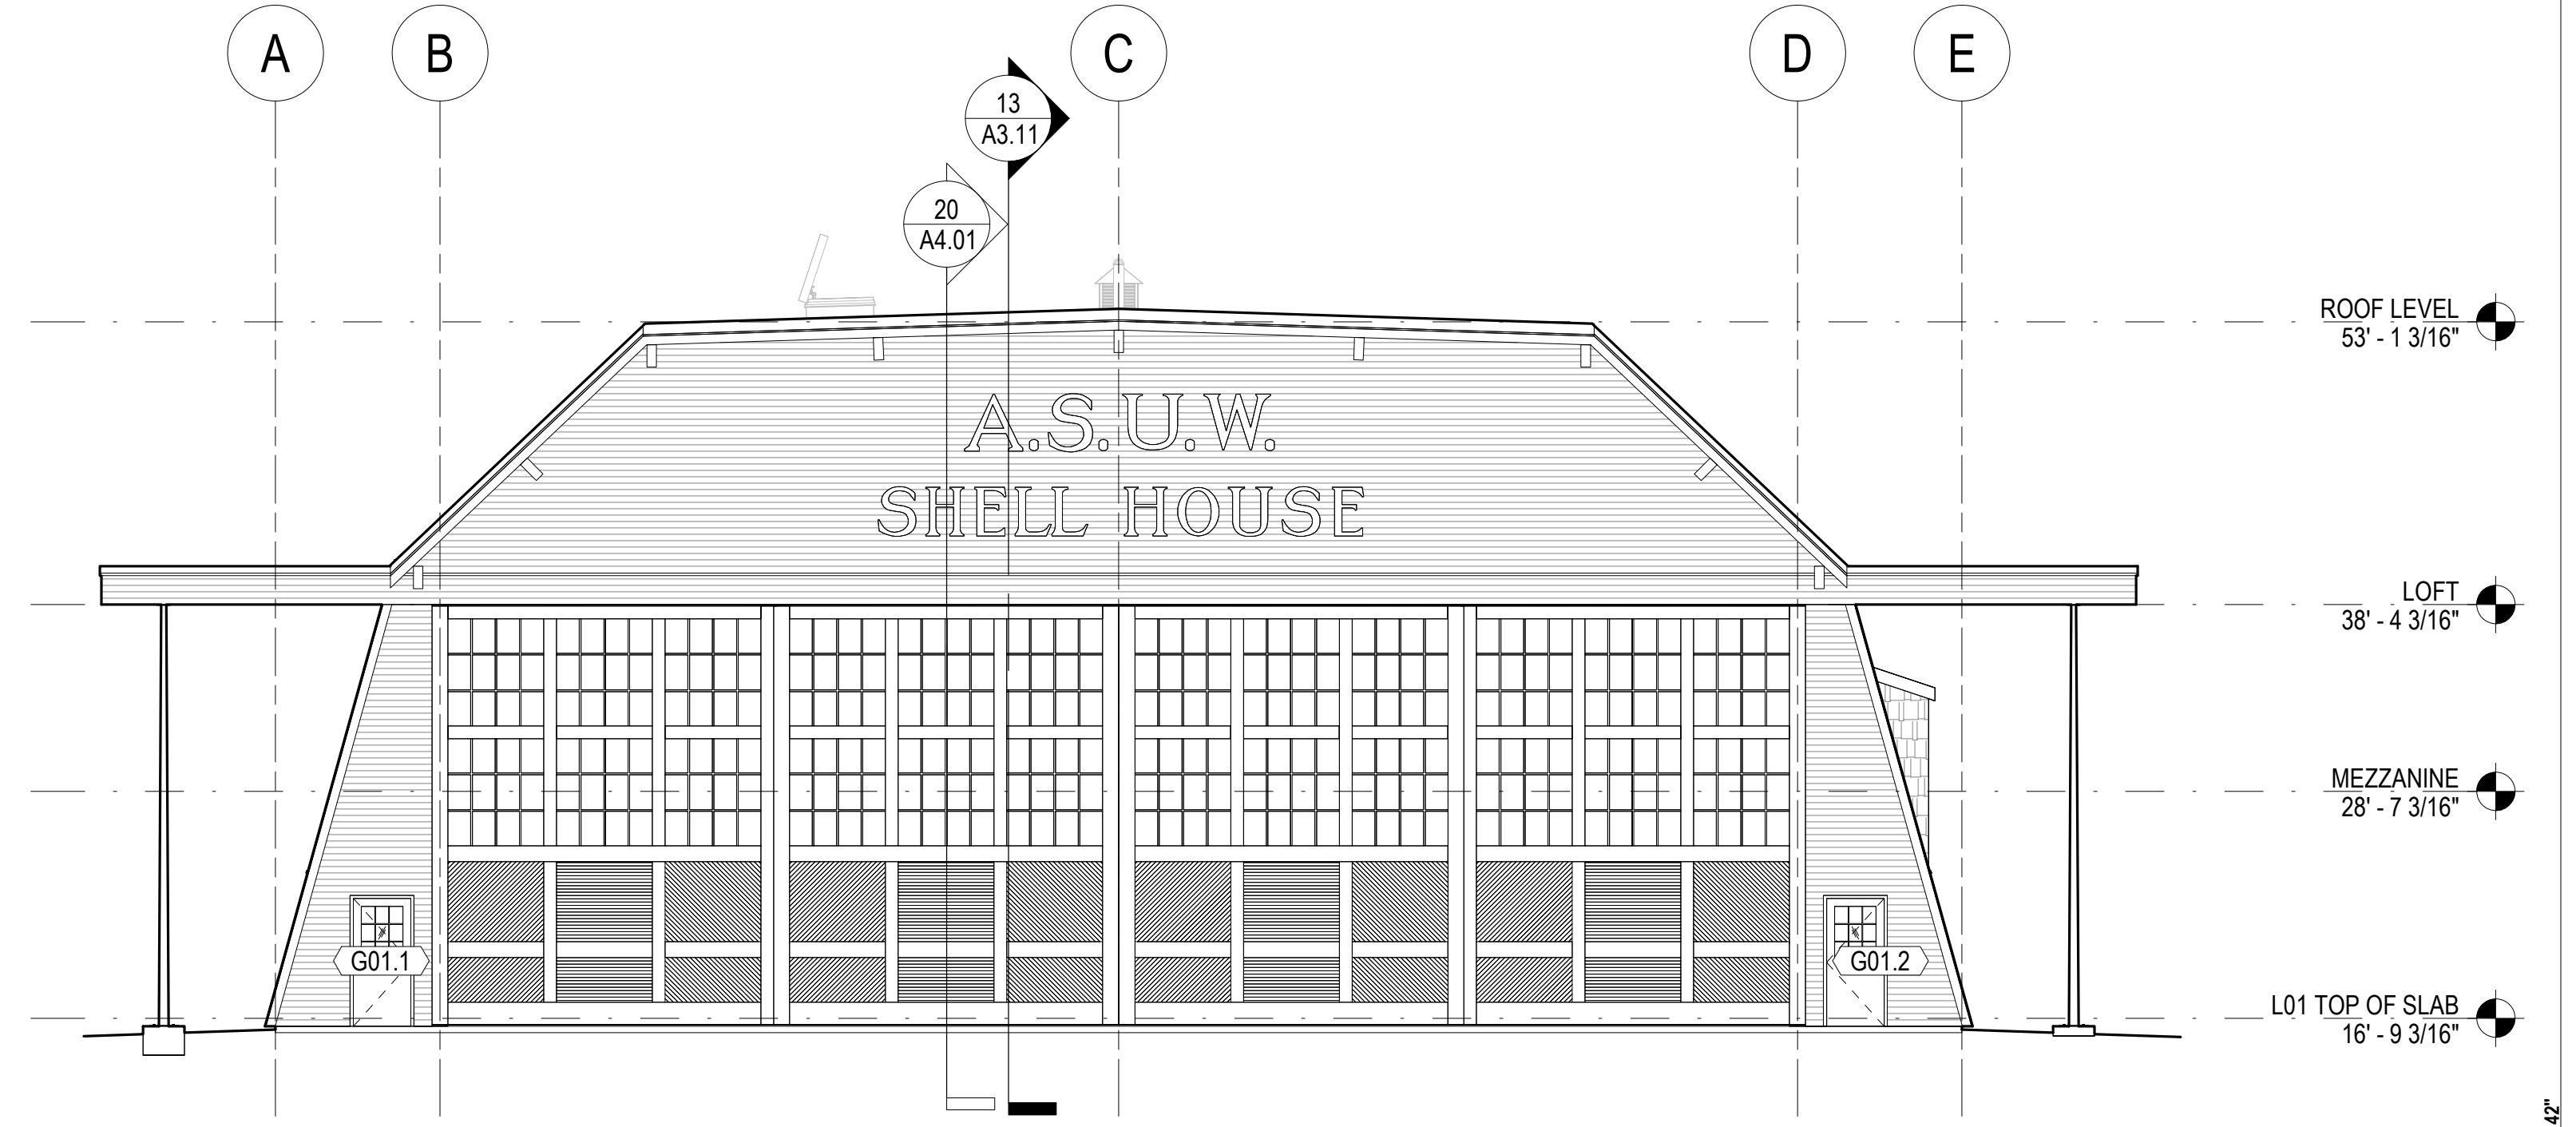 A
B
C
D
E
13
A3.11
20
A4.01
ROOF LEVEL
53' - 1 3/16"
A.S.U.W.
SHELL HOUSE
LOFT
38' - 4 3/16"
MEZZANINE
28' - 7 3/16"
G01.1
G01.2
L01 TOP OF SLAB
16' - 9 3/16"
42"